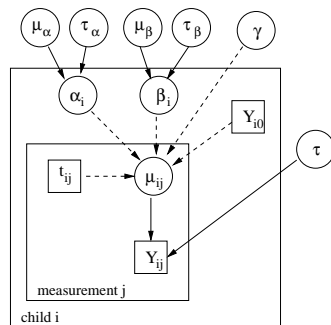 μα τα μβ τβ γ
αi βi
Yi0
tij μij τ
Yij
measurement j
child i